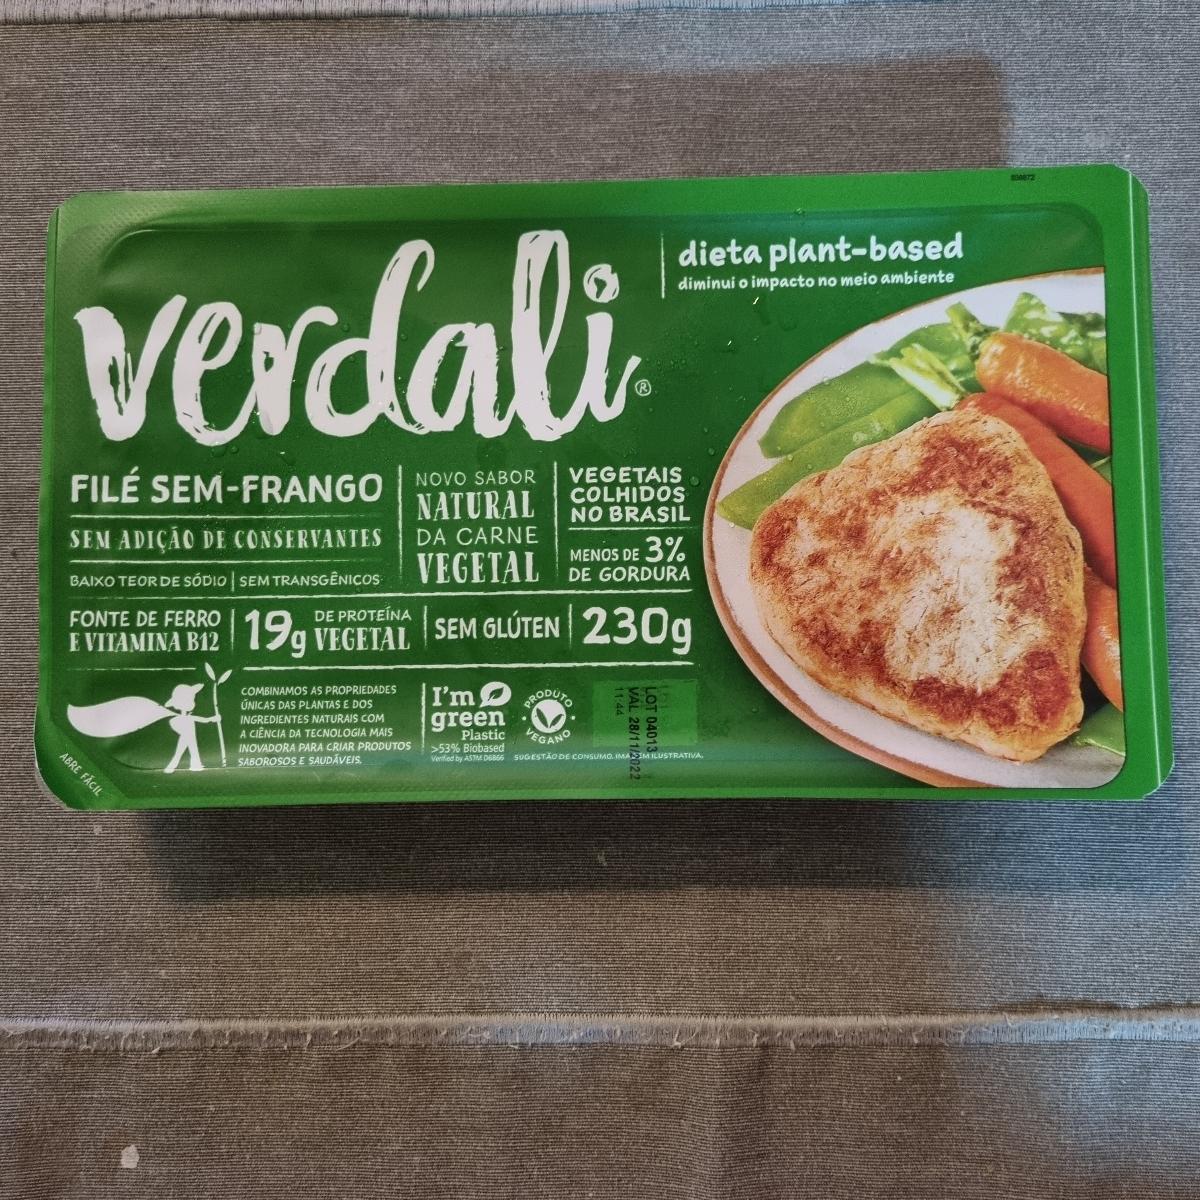 838872
verdali®
dieta plant-based
diminui o impacto no meio ambiente
FILÉ SEM-FRANGO
SEM ADIÇÃO DE CONSERVANTES
BAIXO TEOR DE SÓDIO | SEM TRANSGÊNICOS
NOVO SABOR
NATURAL
DA CARNE
VEGETAL
VEGETAIS
COLHIDOS
NO BRASIL
MENOS DE 3%
DE GORDURA
FONTE DE FERRO
E VITAMINA B12
19g DE PROTEÍNA
VEGETAL
SEM GLÚTEN
230g
COMBINAMOS AS PROPRIEDADES
ÚNICAS DAS PLANTAS E DOS
INGREDIENTES NATURAIS COM
A CIÊNCIA DA TECNOLOGIA MAIS
INOVADORA PARA CRIAR PRODUTOS
SABOROSOS E SAUDÁVEIS.
I'm
green
Plastic
>53% Biobased
Verified by ASTM D6866
PRODUTO
VEGANO
LOT 04013
VAL 28/11/2022
11:44
SUGESTÃO DE CONSUMO. IMAGEM ILUSTRATIVA.
ABRE FÁCIL